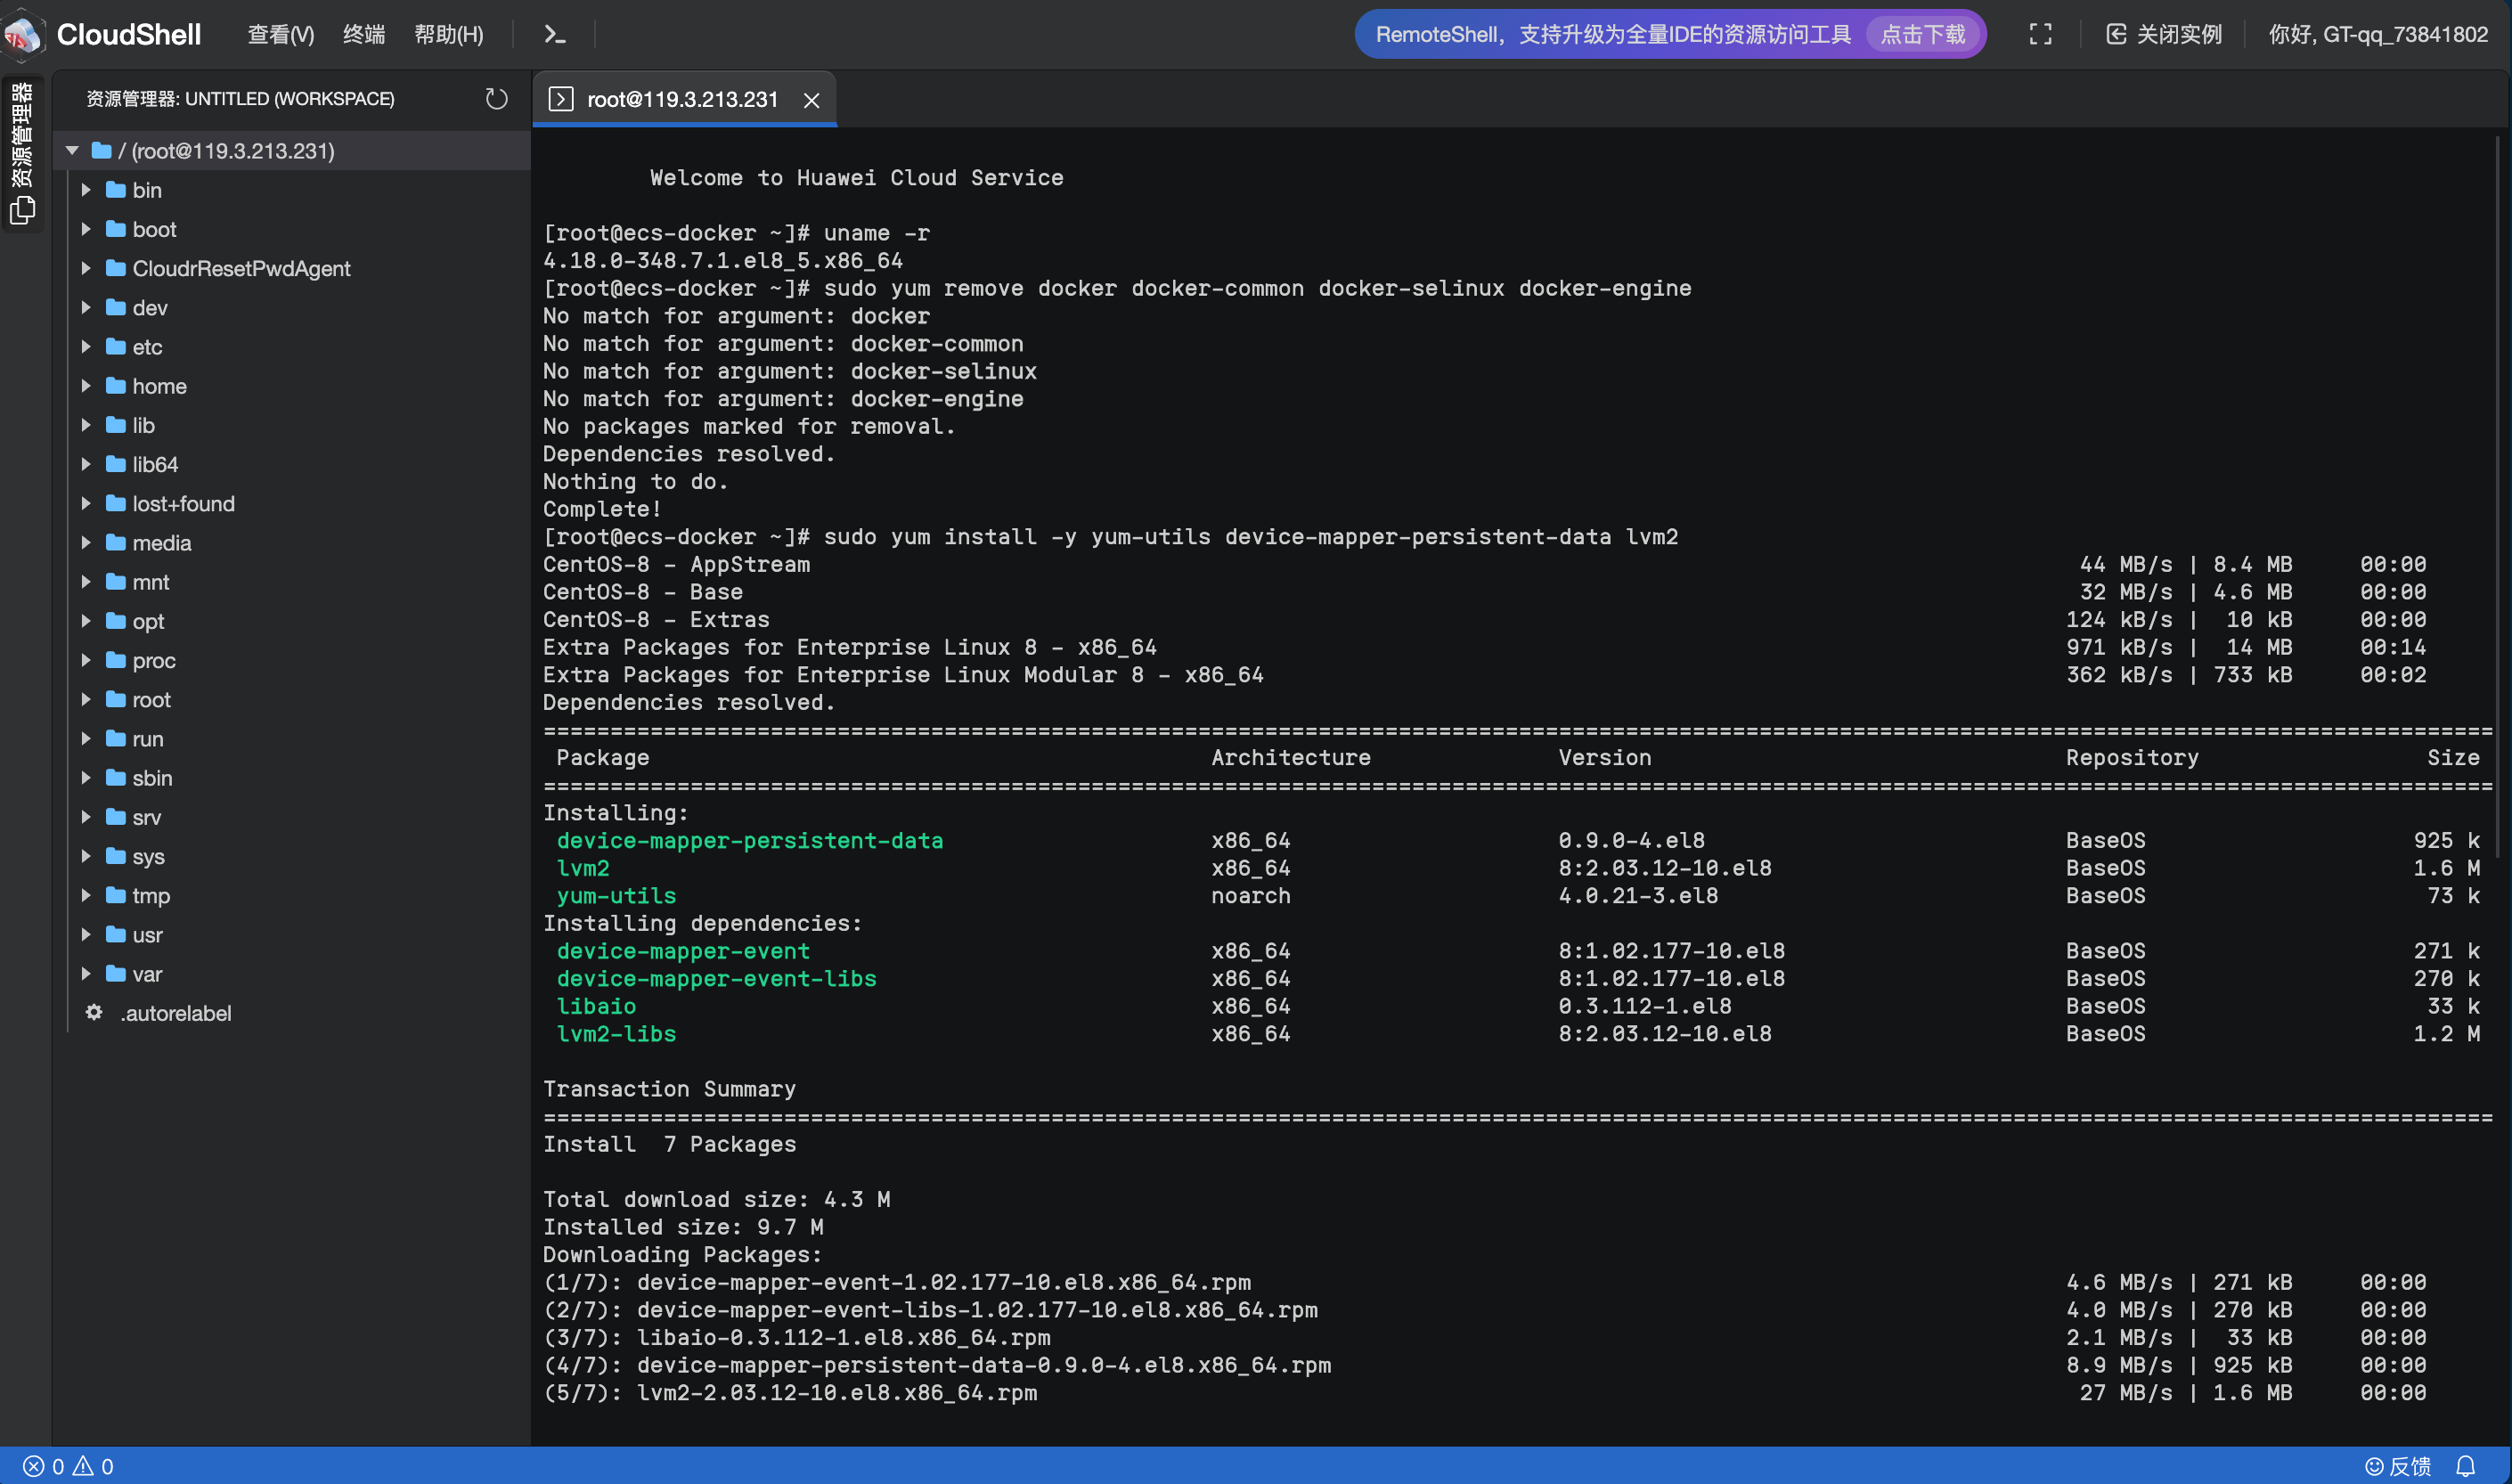 CloudShell 查看(V) 终端 帮助(H) RemoteShell，支持升级为全量IDE的资源访问工具 点击下载 关闭实例 你好, GT-qq_73841802
资源管理器
资源管理器: UNTITLED (WORKSPACE)
/ (root@119.3.213.231)
bin
boot
CloudrResetPwdAgent
dev
etc
home
lib
lib64
lost+found
media
mnt
opt
proc
root
run
sbin
srv
sys
tmp
usr
var
.autorelabel
root@119.3.213.231
Welcome to Huawei Cloud Service
[root@ecs-docker ~]# uname -r
4.18.0-348.7.1.el8_5.x86_64
[root@ecs-docker ~]# sudo yum remove docker docker-common docker-selinux docker-engine
No match for argument: docker
No match for argument: docker-common
No match for argument: docker-selinux
No match for argument: docker-engine
No packages marked for removal.
Dependencies resolved.
Nothing to do.
Complete!
[root@ecs-docker ~]# sudo yum install -y yum-utils device-mapper-persistent-data lvm2
CentOS-8 - AppStream 44 MB/s | 8.4 MB 00:00
CentOS-8 - Base 32 MB/s | 4.6 MB 00:00
CentOS-8 - Extras 124 kB/s | 10 kB 00:00
Extra Packages for Enterprise Linux 8 - x86_64 971 kB/s | 14 MB 00:14
Extra Packages for Enterprise Linux Modular 8 - x86_64 362 kB/s | 733 kB 00:02
Dependencies resolved.
Package Architecture Version Repository Size
Installing:
device-mapper-persistent-data x86_64 0.9.0-4.el8 BaseOS 925 k
lvm2 x86_64 8:2.03.12-10.el8 BaseOS 1.6 M
yum-utils noarch 4.0.21-3.el8 BaseOS 73 k
Installing dependencies:
device-mapper-event x86_64 8:1.02.177-10.el8 BaseOS 271 k
device-mapper-event-libs x86_64 8:1.02.177-10.el8 BaseOS 270 k
libaio x86_64 0.3.112-1.el8 BaseOS 33 k
lvm2-libs x86_64 8:2.03.12-10.el8 BaseOS 1.2 M
Transaction Summary
Install 7 Packages
Total download size: 4.3 M
Installed size: 9.7 M
Downloading Packages:
(1/7): device-mapper-event-1.02.177-10.el8.x86_64.rpm 4.6 MB/s | 271 kB 00:00
(2/7): device-mapper-event-libs-1.02.177-10.el8.x86_64.rpm 4.0 MB/s | 270 kB 00:00
(3/7): libaio-0.3.112-1.el8.x86_64.rpm 2.1 MB/s | 33 kB 00:00
(4/7): device-mapper-persistent-data-0.9.0-4.el8.x86_64.rpm 8.9 MB/s | 925 kB 00:00
(5/7): lvm2-2.03.12-10.el8.x86_64.rpm 27 MB/s | 1.6 MB 00:00
0 0 反馈